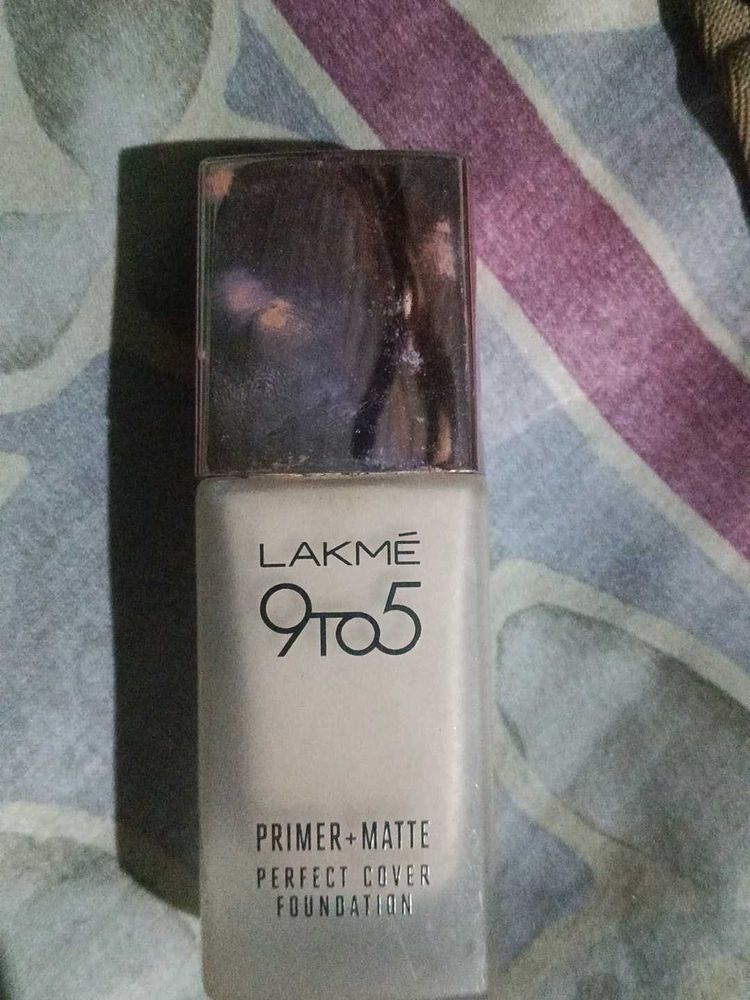 LAKMÉ
9TO5
PRIMER+MATTE
PERFECT COVER
FOUNDATION